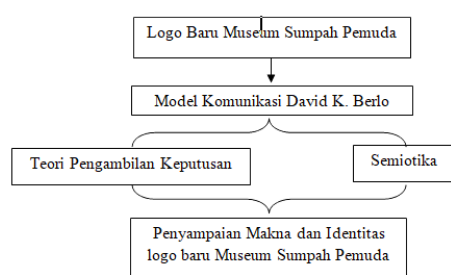 Logo Baru Museum Sumpah Pemuda
Model Komunikasi David K. Berlo
Teori Pengambilan Keputusan
Semiotika
Penyampaian Makna dan Identitas
logo baru Museum Sumpah Pemuda